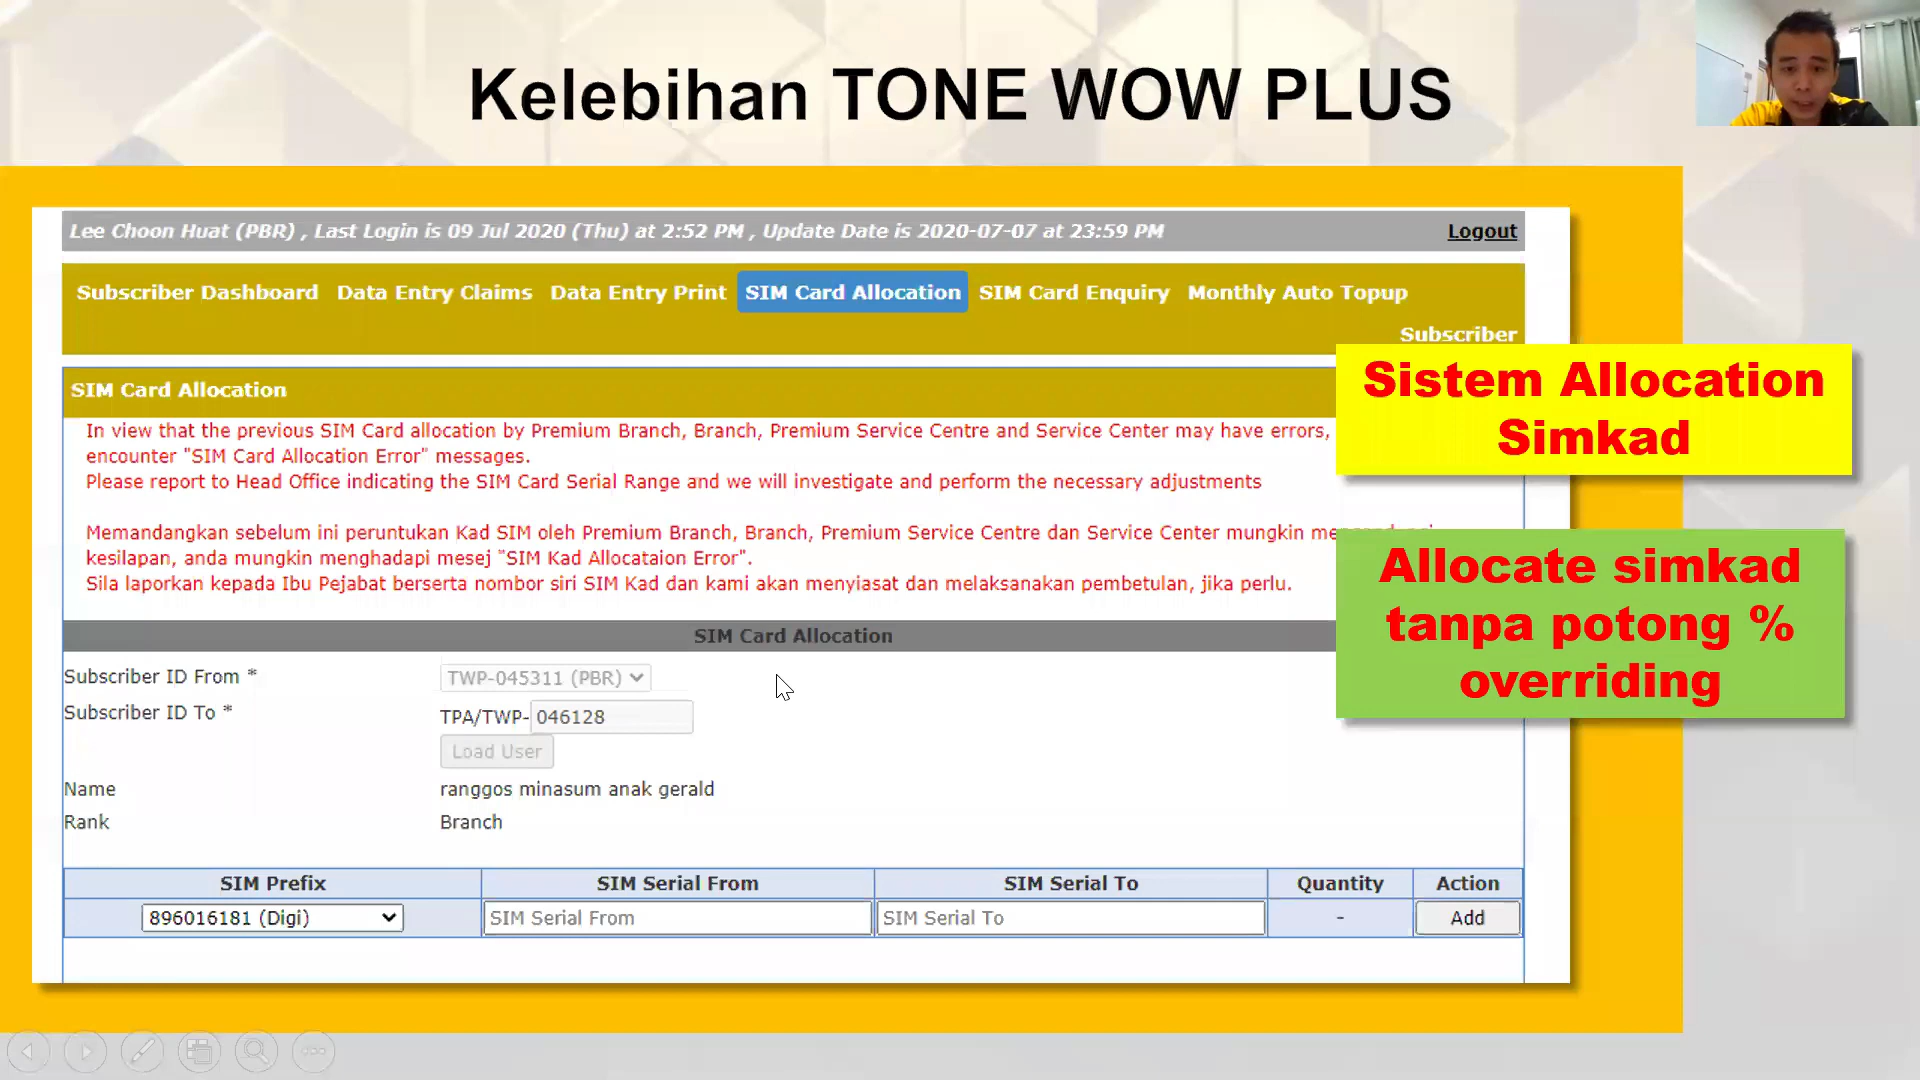 Kelebihan TONE WOW PLUS
Lee Choon Huat (PBR) , Last Login is 09 Jul 2020 (Thu) at 2:52 PM , Update Date is 2020-07-07 at 23:59 PM
Logout
Subscriber Dashboard Data Entry Claims Data Entry Print SIM Card Allocation SIM Card Enquiry Monthly Auto Topup
Subscriber
SIM Card Allocation
In view that the previous SIM Card allocation by Premium Branch, Branch, Premium Service Centre and Service Center may have errors,
encounter "SIM Card Allocation Error" messages.
Please report to Head Office indicating the SIM Card Serial Range and we will investigate and perform the necessary adjustments
Memandangkan sebelum ini peruntukan Kad SIM oleh Premium Branch, Branch, Premium Service Centre dan Service Center mungkin
kesilapan, anda mungkin menghadapi mesej "SIM Kad Allocataion Error".
Sila laporkan kepada Ibu Pejabat berserta nombor siri SIM Kad dan kami akan menyiasat dan melaksanakan pembetulan, jika perlu.
Sistem Allocation
Simkad
Allocate simkad
tanpa potong %
overriding
SIM Card Allocation
Subscriber ID From * TWP-045311 (PBR)
Subscriber ID To * TPA/TWP- 046128
Load User
Name ranggos minasum anak gerald
Rank Branch
SIM Prefix SIM Serial From SIM Serial To Quantity Action
896016181 (Digi) SIM Serial From SIM Serial To - Add